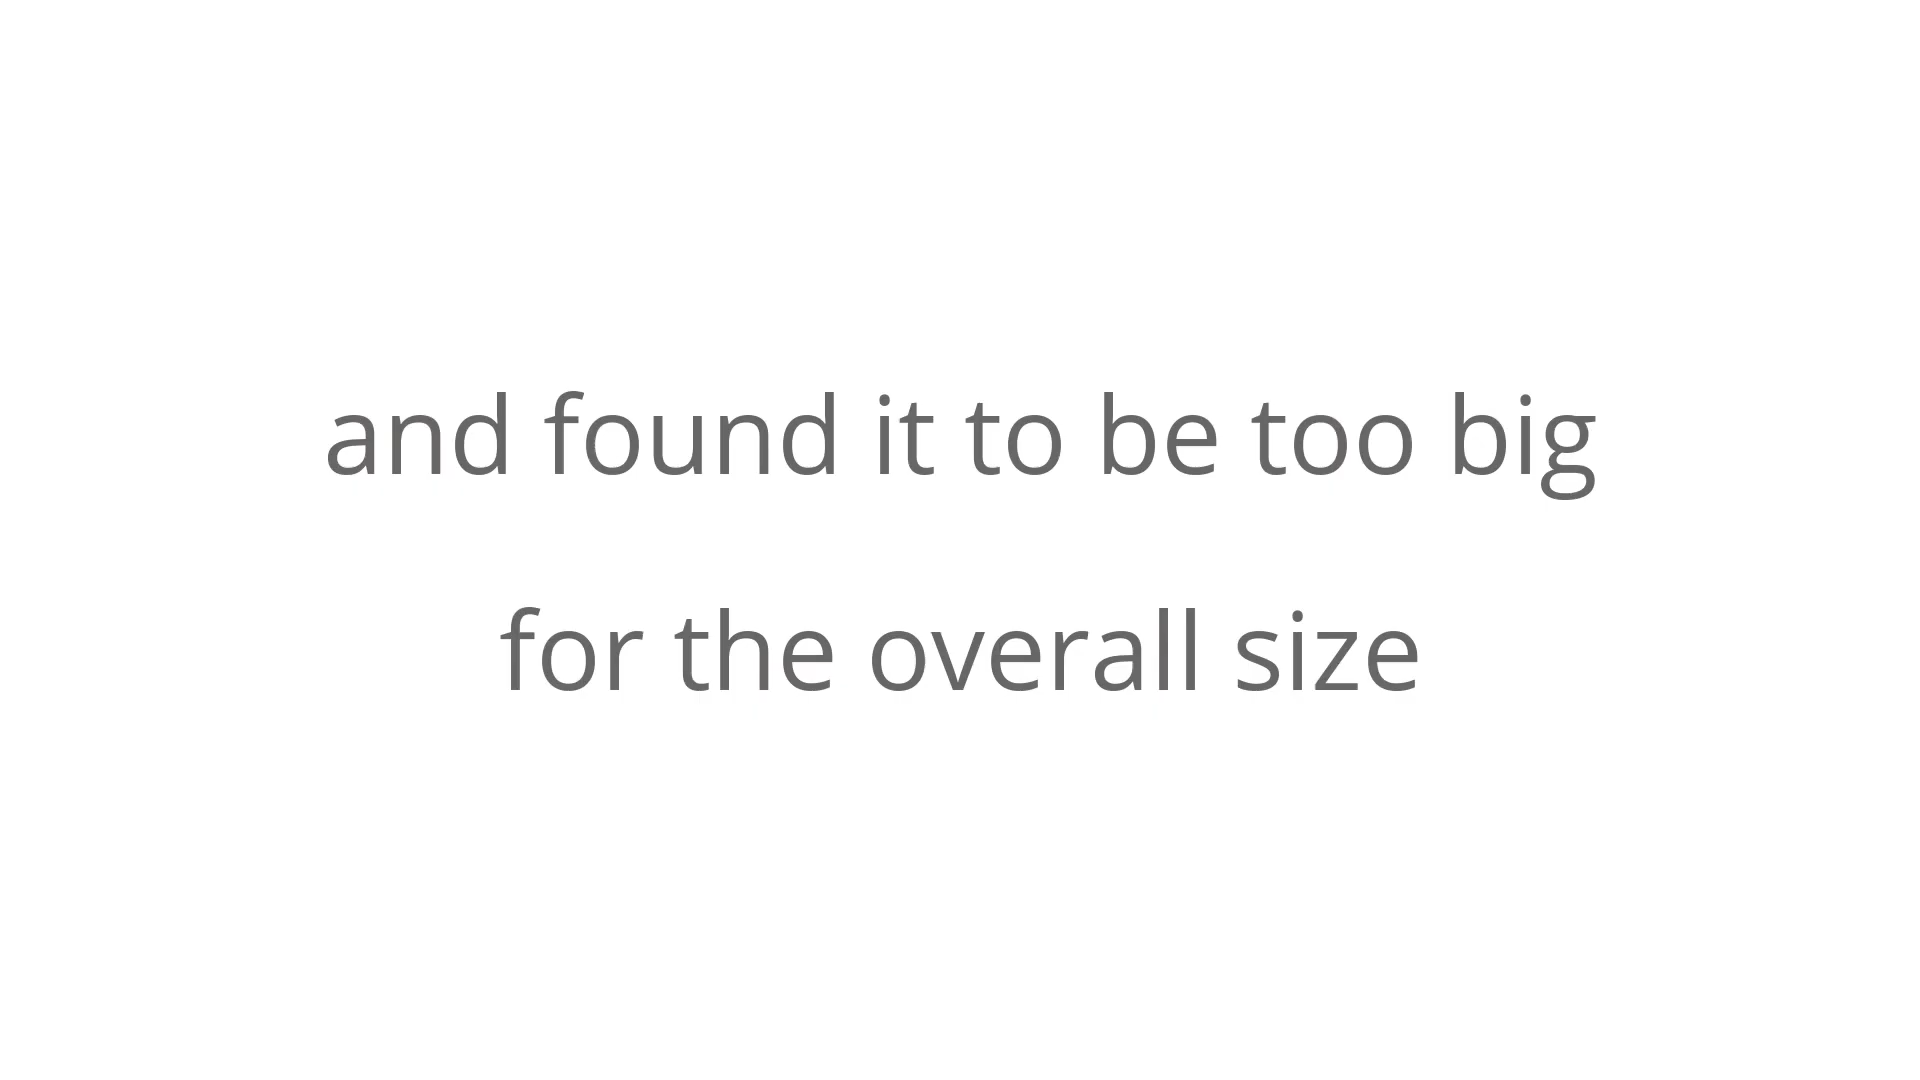 and found it to be too big
for the overall size